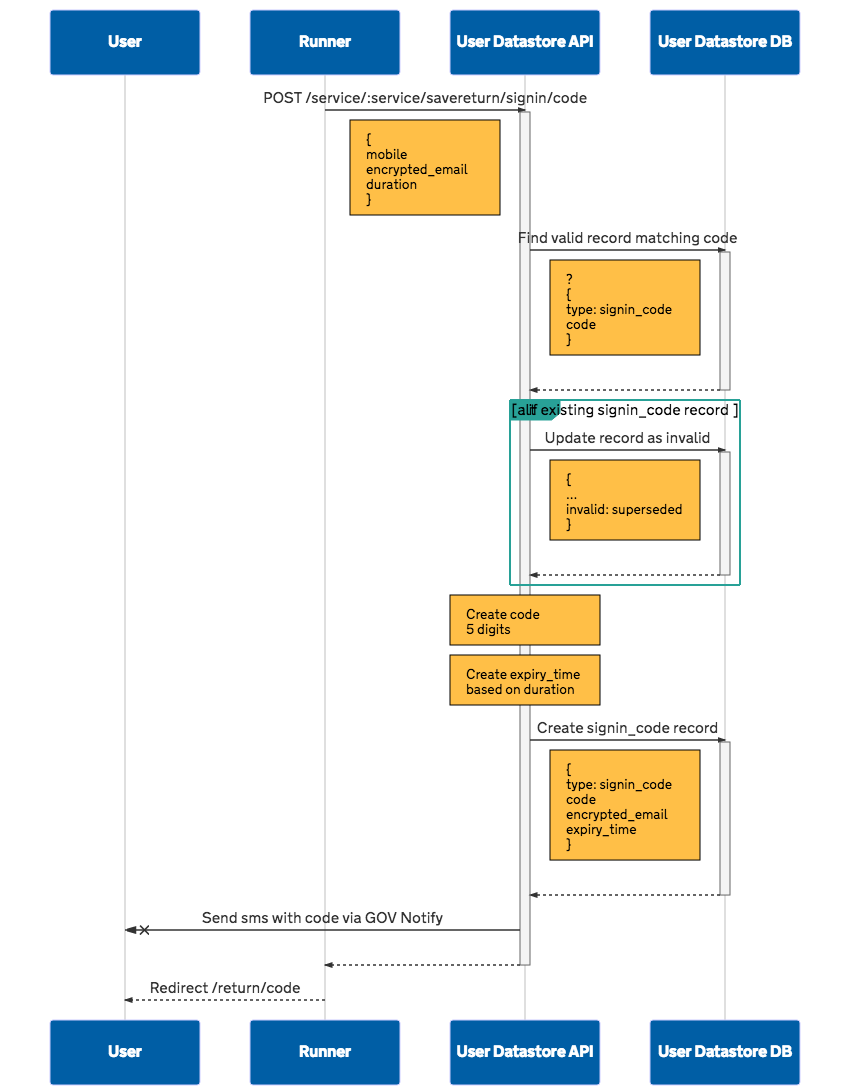 User
Runner
User Datastore API
User Datastore DB
POST /service/:service/savereturn/signin/code
{
mobile
encrypted_email
duration
}
Find valid record matching code
?
{
type: signin_code
code
}
alt
[ if existing signin_code record ]
Update record as invalid
{
...
invalid: superseded
}
Create code
5 digits
Create expiry_time
based on duration
Create signin_code record
{
type: signin_code
code
encrypted_email
expiry_time
}
Send sms with code via GOV Notify
Redirect /return/code
User
Runner
User Datastore API
User Datastore DB